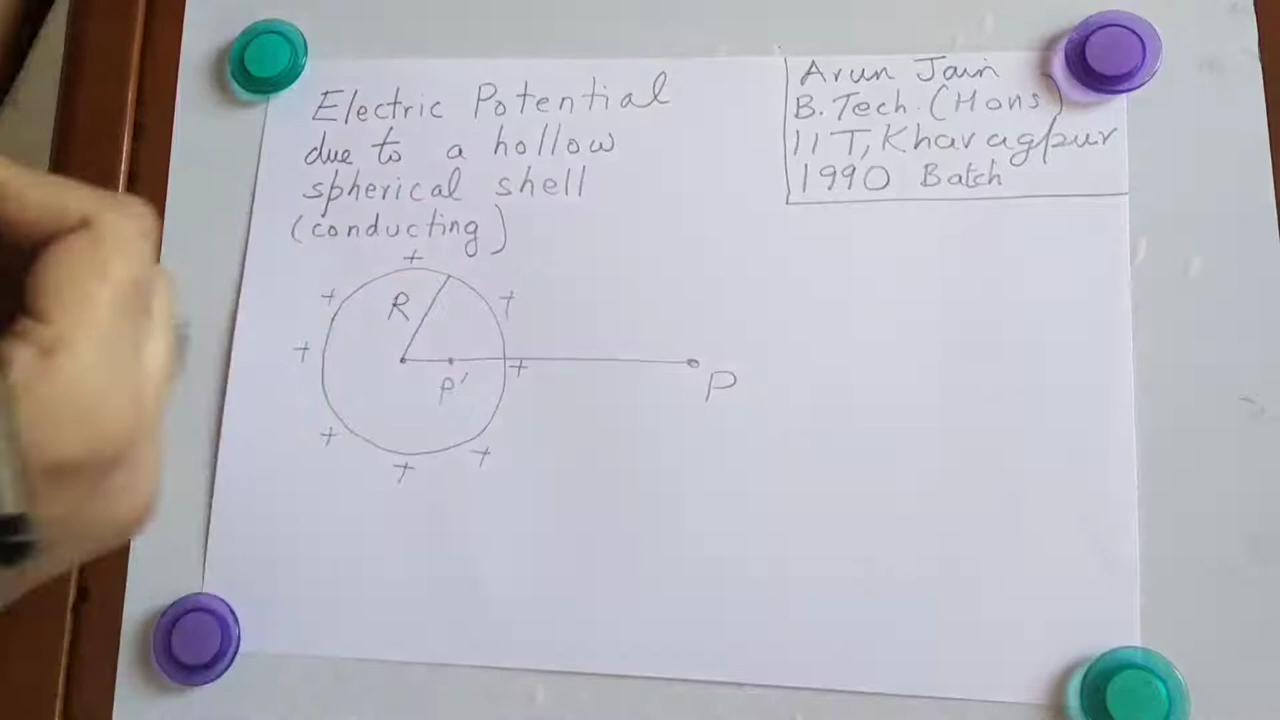 Electric Potential
due to a hollow
spherical shell
(conducting)
Arun Jain
B.Tech.(Hons)
IIT, Kharagpur
1990 Batch
+
+
R
+
+
+
P'
P
+
+
+